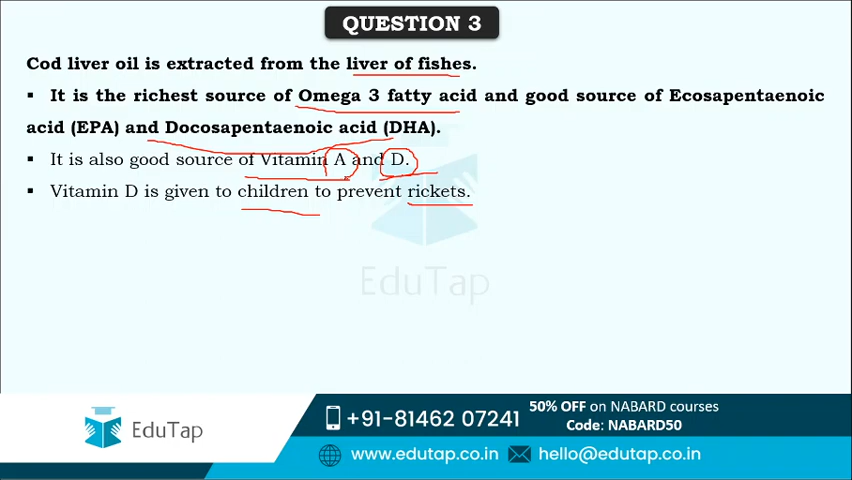 QUESTION 3
Cod liver oil is extracted from the liver of fishes.
▪ It is the richest source of Omega 3 fatty acid and good source of Ecosapentaenoic
acid (EPA) and Docosapentaenoic acid (DHA).
▪ It is also good source of Vitamin A and D.
▪ Vitamin D is given to children to prevent rickets.
EduTap
EduTap
+91-81462 07241
50% OFF on NABARD courses
Code: NABARD50
www.edutap.co.in
hello@edutap.co.in